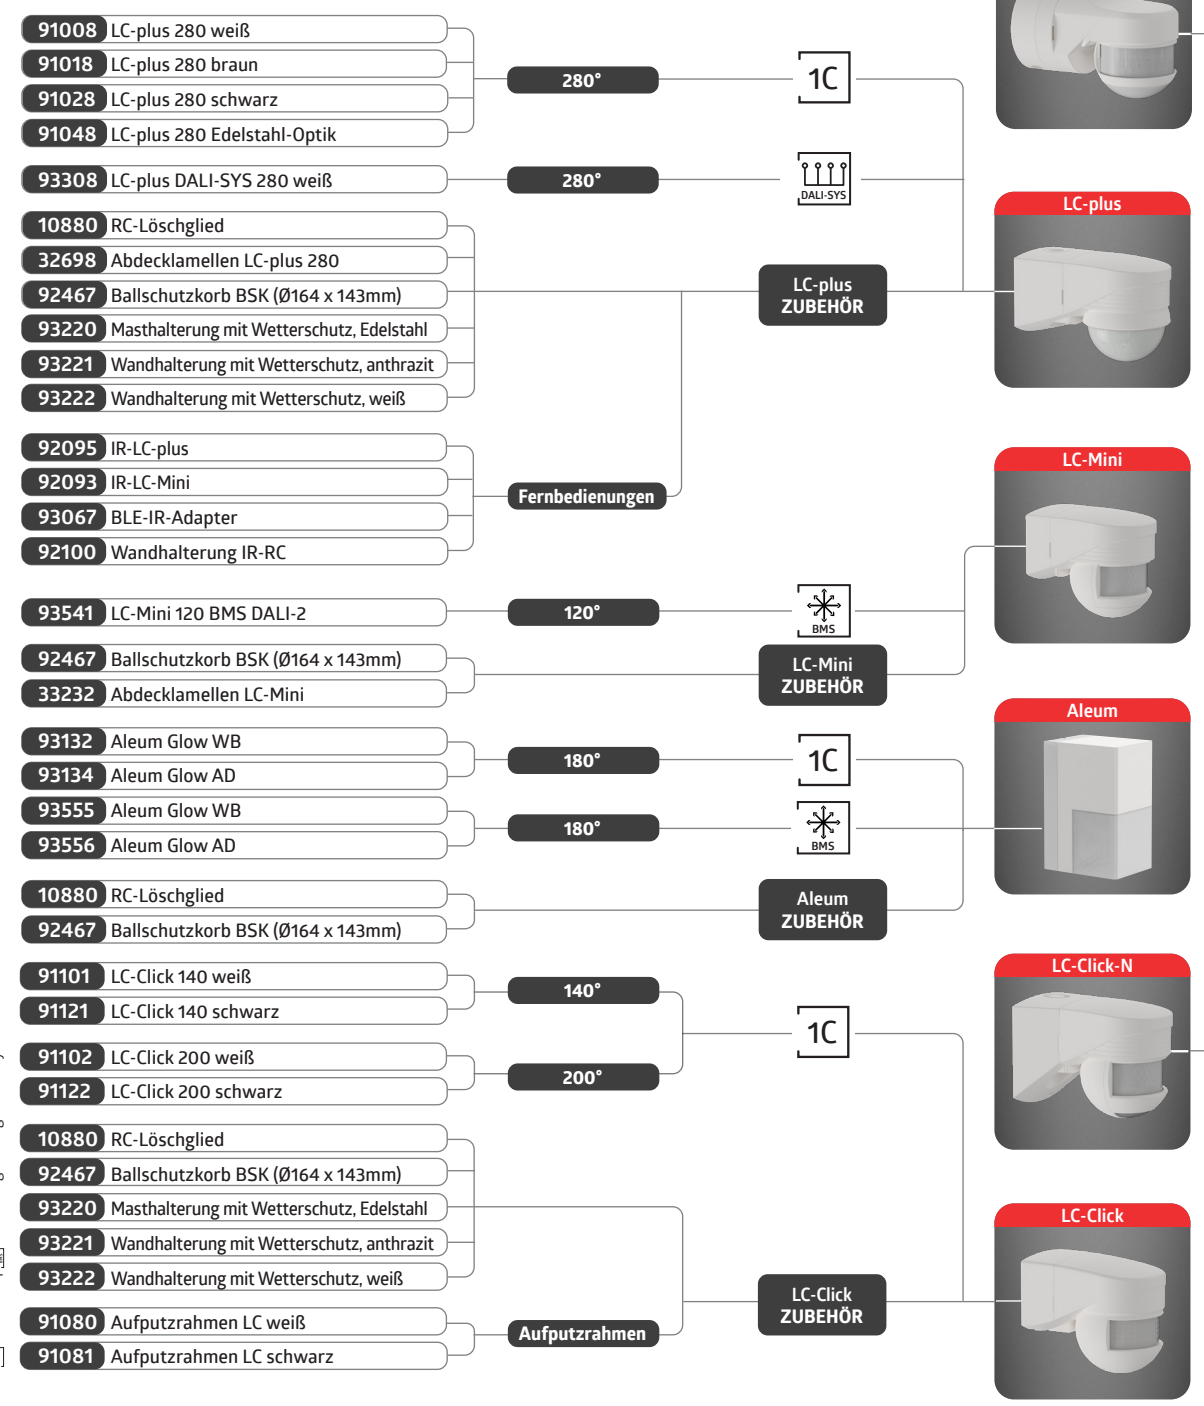 91008 LC-plus 280 weiß
91018 LC-plus 280 braun
91028 LC-plus 280 schwarz
91048 LC-plus 280 Edelstahl-Optik
280°
1C
93308 LC-plus DALI-SYS 280 weiß
280°
DALI-SYS
LC-plus
10880 RC-Löschglied
32698 Abdecklamellen LC-plus 280
92467 Ballschutzkorb BSK (Ø164 x 143mm)
93220 Masthalterung mit Wetterschutz, Edelstahl
93221 Wandhalterung mit Wetterschutz, anthrazit
93222 Wandhalterung mit Wetterschutz, weiß
LC-plus
ZUBEHÖR
92095 IR-LC-plus
92093 IR-LC-Mini
93067 BLE-IR-Adapter
92100 Wandhalterung IR-RC
Fernbedienungen
LC-Mini
93541 LC-Mini 120 BMS DALI-2
120°
BMS
92467 Ballschutzkorb BSK (Ø164 x 143mm)
33232 Abdecklamellen LC-Mini
LC-Mini
ZUBEHÖR
Aleum
93132 Aleum Glow WB
93134 Aleum Glow AD
180°
1C
93555 Aleum Glow WB
93556 Aleum Glow AD
180°
BMS
10880 RC-Löschglied
92467 Ballschutzkorb BSK (Ø164 x 143mm)
Aleum
ZUBEHÖR
LC-Click-N
91101 LC-Click 140 weiß
91121 LC-Click 140 schwarz
140°
1C
91102 LC-Click 200 weiß
91122 LC-Click 200 schwarz
200°
10880 RC-Löschglied
92467 Ballschutzkorb BSK (Ø164 x 143mm)
93220 Masthalterung mit Wetterschutz, Edelstahl
93221 Wandhalterung mit Wetterschutz, anthrazit
93222 Wandhalterung mit Wetterschutz, weiß
LC-Click
LC-Click
ZUBEHÖR
91080 Aufputzrahmen LC weiß
91081 Aufputzrahmen LC schwarz
Aufputzrahmen